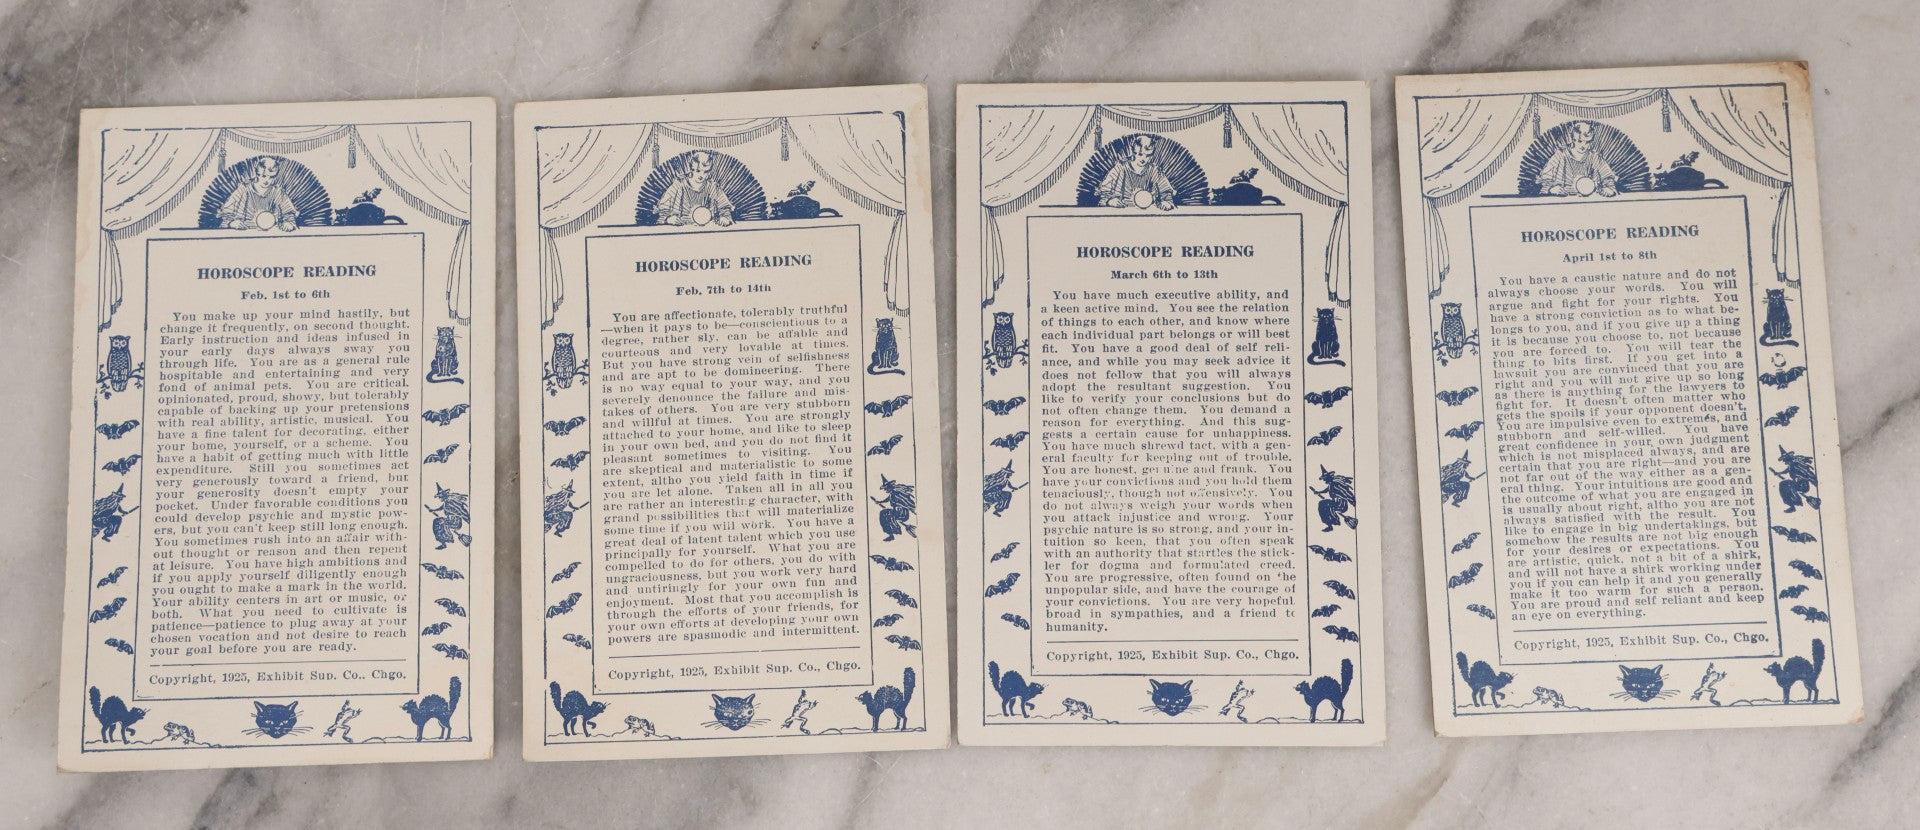 HOROSCOPE READING
Feb. 1st to 6th
You make up your mind hastily, but
change it frequently, on second thought.
Early instruction and ideas infused in
your early days always sway you
through life. You are as a general rule
hospitable and entertaining and very
fond of animal pets. You are critical,
opinionated, proud, showy, but tolerably
capable of backing up your pretensions
with real ability, artistic, musical. You
have a fine talent for decorating, either
your home, yourself, or a scheme. You
have a habit of getting much with little
expenditure. Still you sometimes act
very generously toward a friend, but
your generosity doesn't empty your
pocket. Under favorable conditions you
could develop psychic and mystic pow-
ers, but you can't keep still long enough.
You sometimes rush into an affair with-
out thought or reason and then repent
at leisure. You have high ambitions and
if you apply yourself diligently enough
you ought to make a mark in the world.
Your ability centers in art or music, or
both. What you need to cultivate is
patience—patience to plug away at your
chosen vocation and not desire to reach
your goal before you are ready.
Copyright, 1925, Exhibit Sup. Co., Chgo.
HOROSCOPE READING
Feb. 7th to 14th
You are affectionate, tolerably truthful
—when it pays to be—conscientious to a
degree, rather sly, can be affable and
courteous and very lovable at times.
But you have strong vein of selfishness
and are apt to be domineering. There
is no way equal to your way, and you
severely denounce the failure and mis-
takes of others. You are very stubborn
and willful at times. You are strongly
attached to your home, and like to sleep
in your own bed, and you do not find it
pleasant sometimes to visiting. You
are skeptical and materialistic to some
extent, altho you yield faith in time if
you are let alone. Taken all in all you
are rather an interesting character, with
grand possibilities that will materialize
some time if you will work. You have a
great deal of latent talent which you use
principally for yourself. What you are
compelled to do for others, you do with
ungraciousness, but you work very hard
and untiringly for your own fun and
enjoyment. Most that you accomplish is
through the efforts of your friends, for
your own efforts at developing your own
powers are spasmodic and intermittent.
Copyright, 1925, Exhibit Sup. Co., Chgo.
HOROSCOPE READING
March 6th to 13th
You have much executive ability, and
a keen active mind. You see the relation
of things to each other, and know where
each individual part belongs or will best
fit. You have a good deal of self reli-
ance, and while you may seek advice it
does not follow that you will always
adopt the resultant suggestion. You
like to verify your conclusions but do
not often change them. You demand a
reason for everything. And this sug-
gests a certain cause for unhappiness.
You have much shrewd tact, with a gen-
eral faculty for keeping out of trouble.
You are honest, genuine and frank. You
have your convictions and you hold them
tenaciously, though not offensively. You
do not always weigh your words when
you attack injustice and wrong. Your
psychic nature is so strong, and your in-
tuition so keen, that you often speak
with an authority that startles the stick-
ler for dogma and formulated creed.
You are progressive, often found on the
unpopular side, and have the courage of
your convictions. You are very hopeful,
broad in sympathies, and a friend to
humanity.
Copyright, 1925, Exhibit Sup. Co., Chgo.
HOROSCOPE READING
April 1st to 8th
You have a caustic nature and do not
always choose your words. You will
argue and fight for your rights. You
have a strong conviction as to what be-
longs to you, and if you give up a thing
it is because you choose to, not because
you are forced to. You will tear the
thing to bits first. If you get into a
lawsuit you are convinced that you are
right and you will not give up so long
as there is anything for the lawyers to
fight for. It doesn't often matter who
gets the spoils if your opponent doesn't.
You are impulsive even to extremes, and
stubborn and self-willed. You have
great confidence in your own judgment
which is not misplaced always, and are
certain that you are right—and you are
not far out of the way either as a gen-
eral thing. Your intuitions are good and
the outcome of what you are engaged in
is usually about right, altho you are not
always satisfied with the result. You
like to engage in big undertakings, but
somehow the results are not big enough
for your desires or expectations. You
are artistic, quick, not a bit of a shirk,
and will not have a shirk working under
you if you can help it and you generally
make it too warm for such a person.
You are proud and self reliant and keep
an eye on everything.
Copyright, 1925, Exhibit Sup. Co., Chgo.